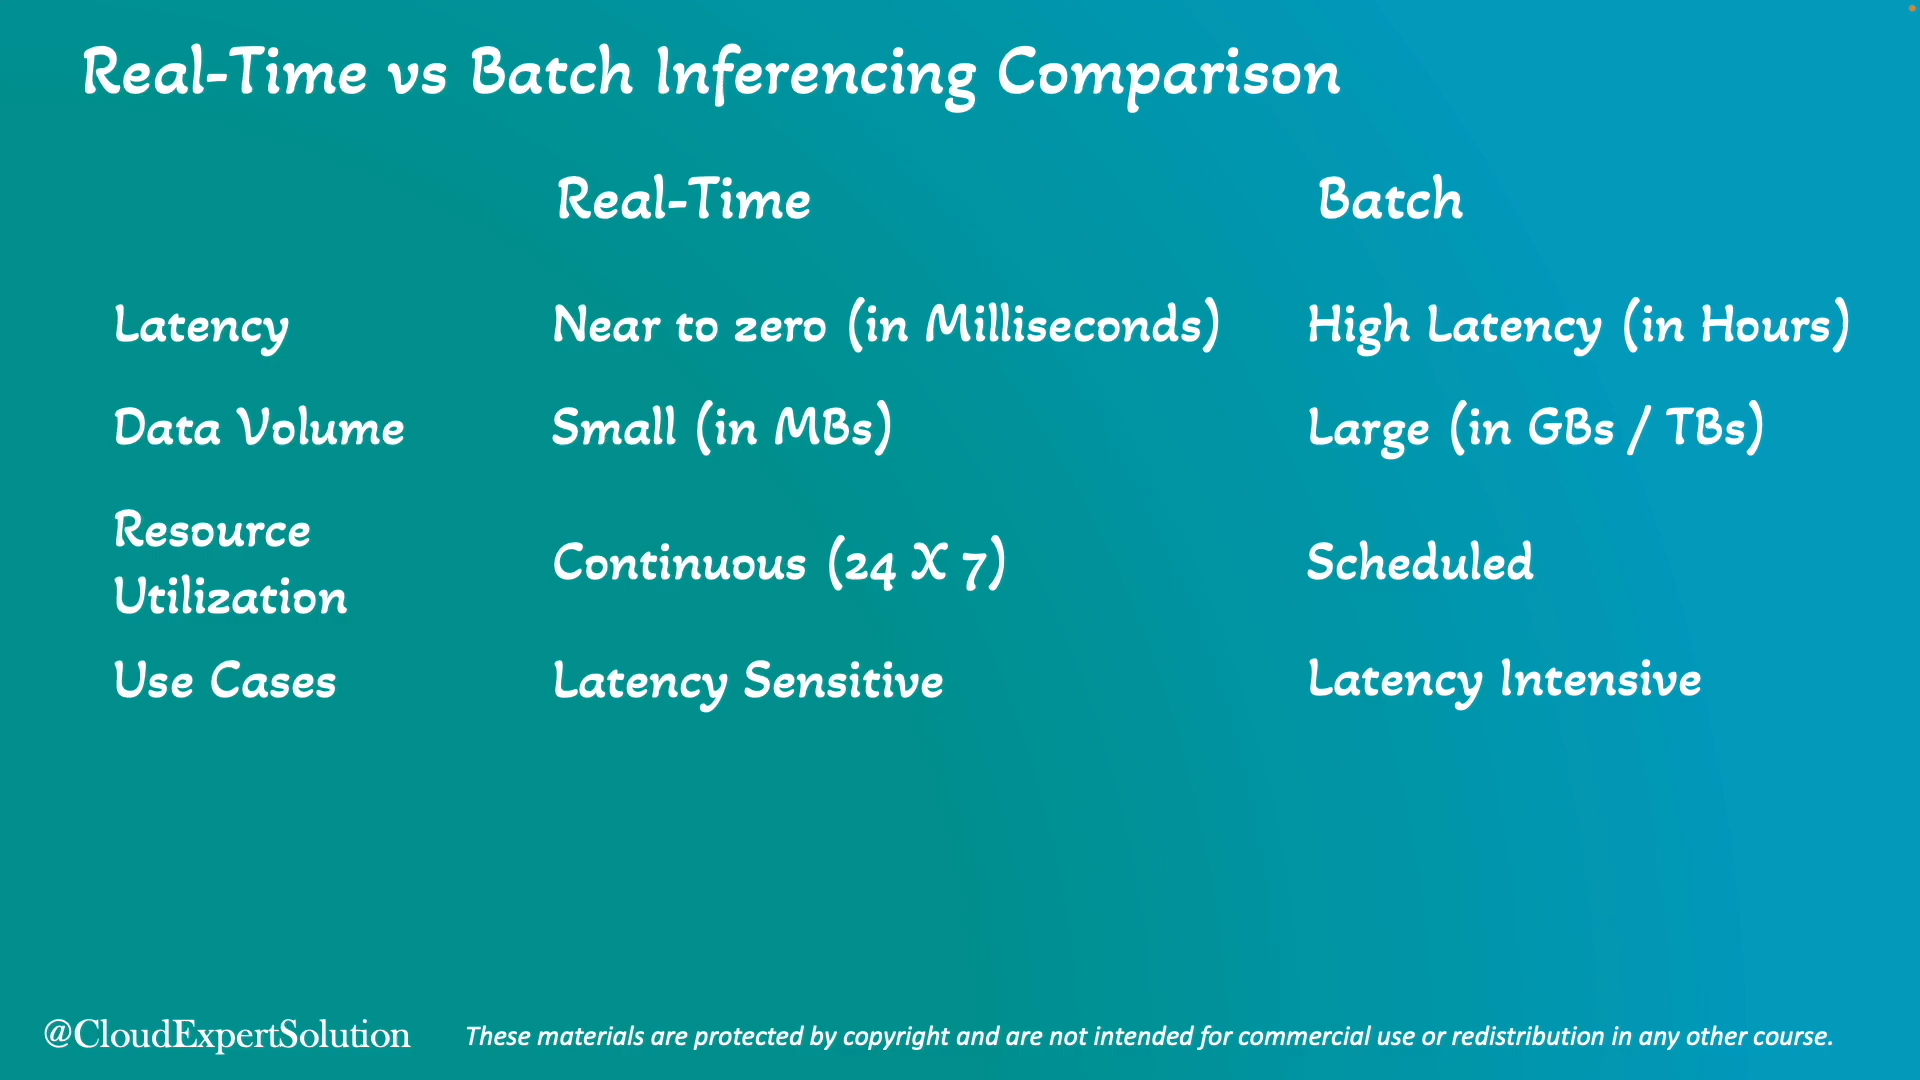 Real-Time vs Batch Inferencing Comparison
Real-Time Batch
Latency Near to zero (in Milliseconds) High Latency (in Hours)
Data Volume Small (in MBs) Large (in GBs / TBs)
Resource
Utilization Continuous (24 X 7) Scheduled
Use Cases Latency Sensitive Latency Intensive
@CloudExpertSolution These materials are protected by copyright and are not intended for commercial use or redistribution in any other course.